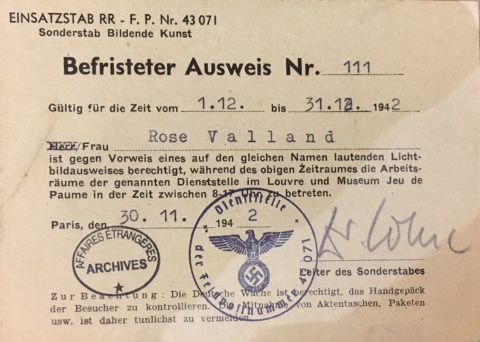 EINSATZSTAB RR - F. P. Nr. 43 071
Sonderstab Bildende Kunst
Befristeter Ausweis Nr. 111
Gültig für die Zeit vom 1.12. bis 31.12. 1942
Herr/Frau Rose Valland
ist gegen Vorweis eines auf den gleichen Namen lautenden Licht-
bildausweises berechtigt, während des obigen Zeitraumes die Arbeits-
räume der genannten Dienststelle im Louvre und Museum Jeu de
Paume in der Zeit zwischen 8-17 Uhr zu betreten.
Paris, den 30.11. 1942
Dienststelle
der Feldpostnummer 43 071
AFFAIRES ETRANGERES
ARCHIVES
Leiter des Sonderstabes
Zur Beachtung: Die Deutsche Wache ist berechtigt, das Handgepäck
der Besucher zu kontrollieren. Die Mitnahme von Aktentaschen, Paketen
usw. ist daher tunlichst zu vermeiden.